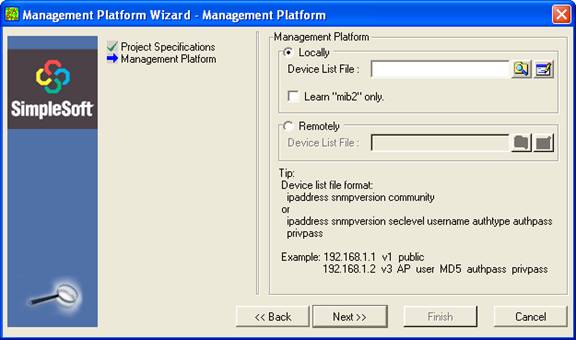 Management Platform Wizard - Management Platform
SimpleSoft
Project Specifications
Management Platform
Management Platform
Locally
Device List File :
Learn "mib2" only.
Remotely
Device List File :
Tip:
Device list file format:
ipaddress snmpversion community
or
ipaddress snmpversion seclevel username authtype authpass
privpass
Example: 192.168.1.1 v1 public
192.168.1.2 v3 AP user MD5 authpass privpass
<< Back
Next >>
Finish
Cancel